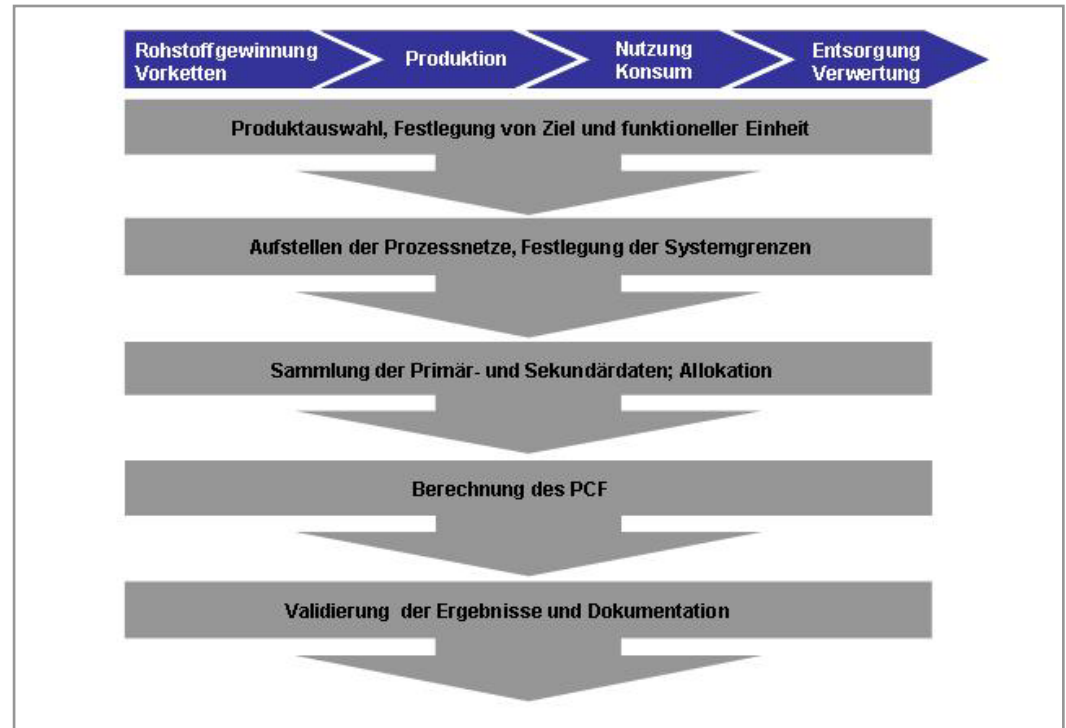 Rohstoffgewinnung
Vorketten
Produktion
Nutzung
Konsum
Entsorgung
Verwertung
Produktauswahl, Festlegung von Ziel und funktioneller Einheit
Aufstellen der Prozessnetze, Festlegung der Systemgrenzen
Sammlung der Primär- und Sekundärdaten; Allokation
Berechnung des PCF
Validierung der Ergebnisse und Dokumentation